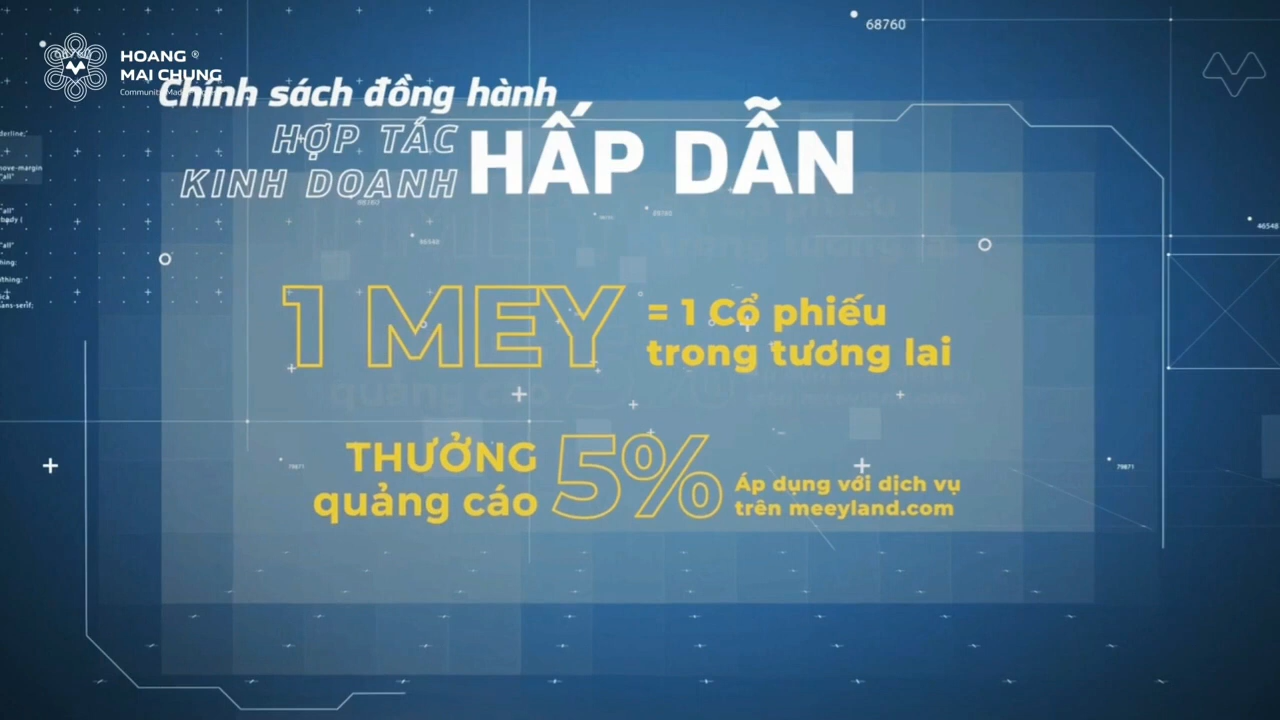 HOANG ®
MAI CHUNG
68760
Chính sách đồng hành
HỢP TÁC
KINH DOANH
HẤP DẪN
1 MEY
= 1 Cổ phiếu
trong tương lai
THƯỞNG
quảng cáo
5%
Áp dụng với dịch vụ
trên meeyland.com
46548
79871